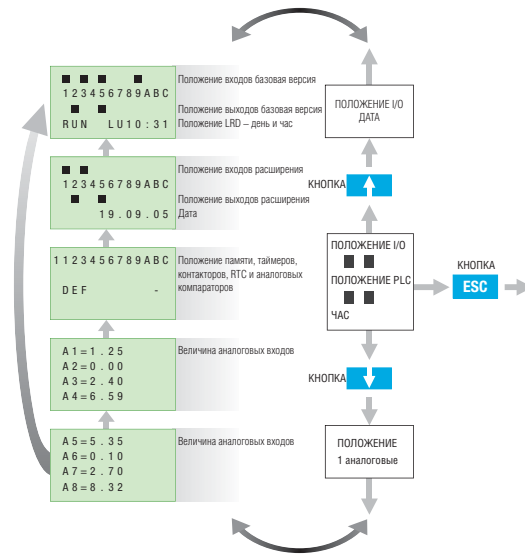 1 2 3 4 5 6 7 8 9 A B C
R U N L U 1 0 : 3 1
Положение входов базовая версия
Положение выходов базовая версия
Положение LRD – день и час
1 2 3 4 5 6 7 8 9 A B C
1 9 . 0 9 . 0 5
Положение входов расширения
Положение выходов расширения
Дата
1 1 2 3 4 5 6 7 8 9 A B C
D E F -
Положение памяти, таймеров,
контакторов, RTC и аналоговых
компараторов
A 1 = 1 . 2 5
A 2 = 0 . 0 0
A 3 = 2 . 4 0
A 4 = 6 . 5 9
Величина аналоговых входов
A 5 = 5 . 3 5
A 6 = 0 . 1 0
A 7 = 2 . 7 0
A 8 = 8 . 3 2
Величина аналоговых входов
ПОЛОЖЕНИЕ I/O
ДАТА
КНОПКА
ПОЛОЖЕНИЕ I/O
ПОЛОЖЕНИЕ PLC
ЧАС
КНОПКА
ESC
КНОПКА
ПОЛОЖЕНИЕ
1 аналоговые